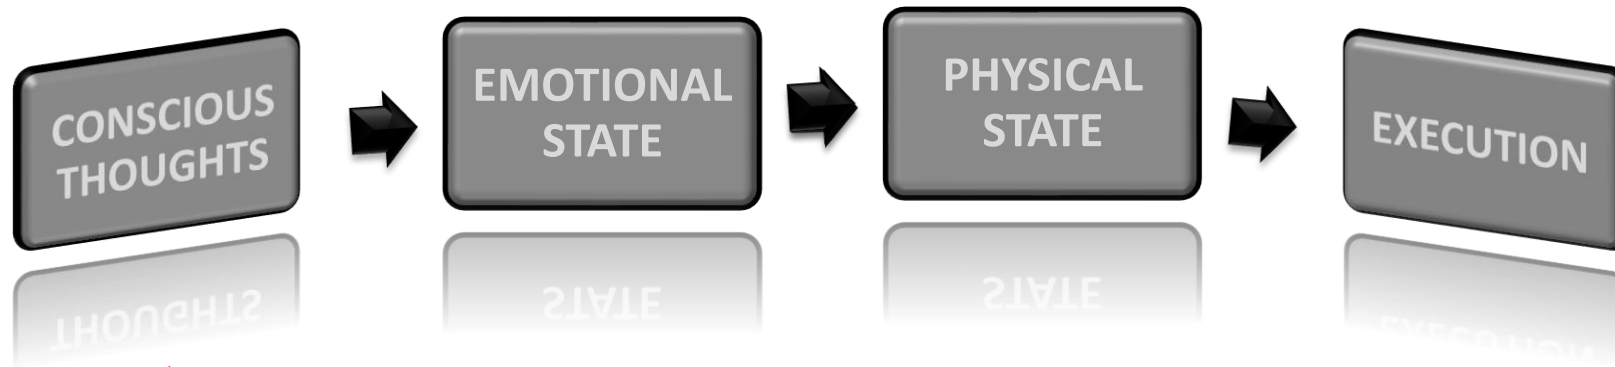 CONSCIOUS
THOUGHTS
EMOTIONAL
STATE
PHYSICAL
STATE
EXECUTION